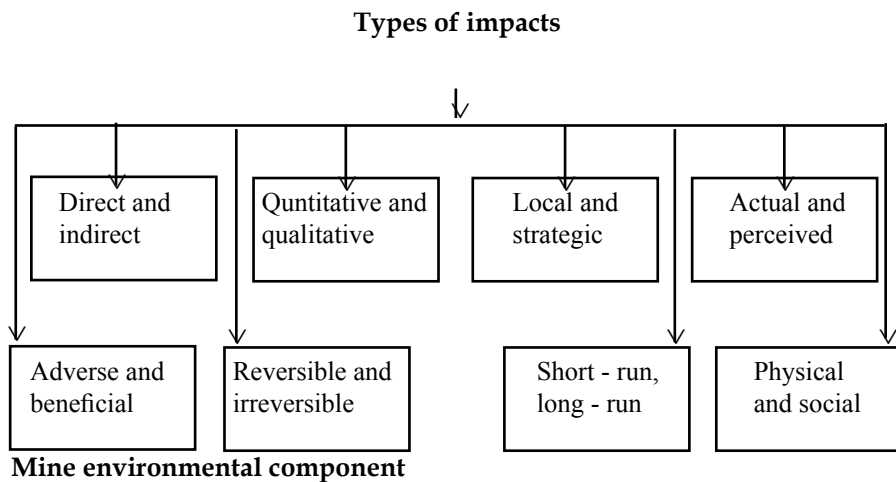 Types of impacts
Direct and
indirect
Quntitative and
qualitative
Local and
strategic
Actual and
perceived
Adverse and
beneficial
Reversible and
irreversible
Short - run,
long - run
Physical
and social
Mine environmental component